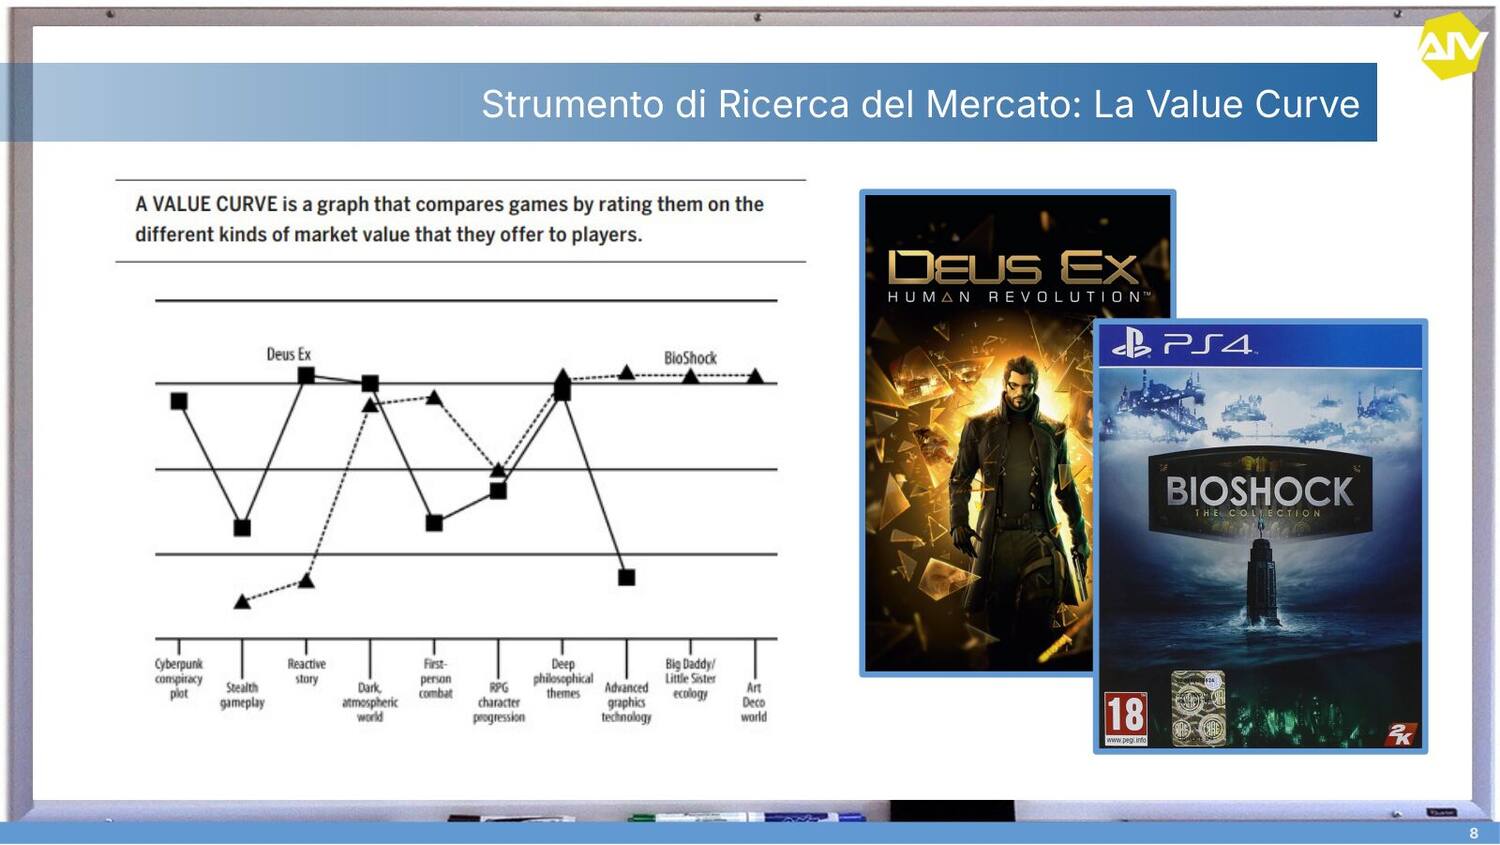 AIV
Strumento di Ricerca del Mercato: La Value Curve
A VALUE CURVE is a graph that compares games by rating them on the
different kinds of market value that they offer to players.
Deus Ex
BioShock
Cyberpunk
conspiracy
plot
Stealth
gameplay
Reactive
story
Dark,
atmospheric
world
First-
person
combat
RPG
character
progression
Deep
philosophical
themes
Advanced
graphics
technology
Big Daddy/
Little Sister
ecology
Art
Deco
world
DEUS EX
HUMAN REVOLUTION™
PS4
BIOSHOCK
THE COLLECTION
18
www.pegi.info
2K
8